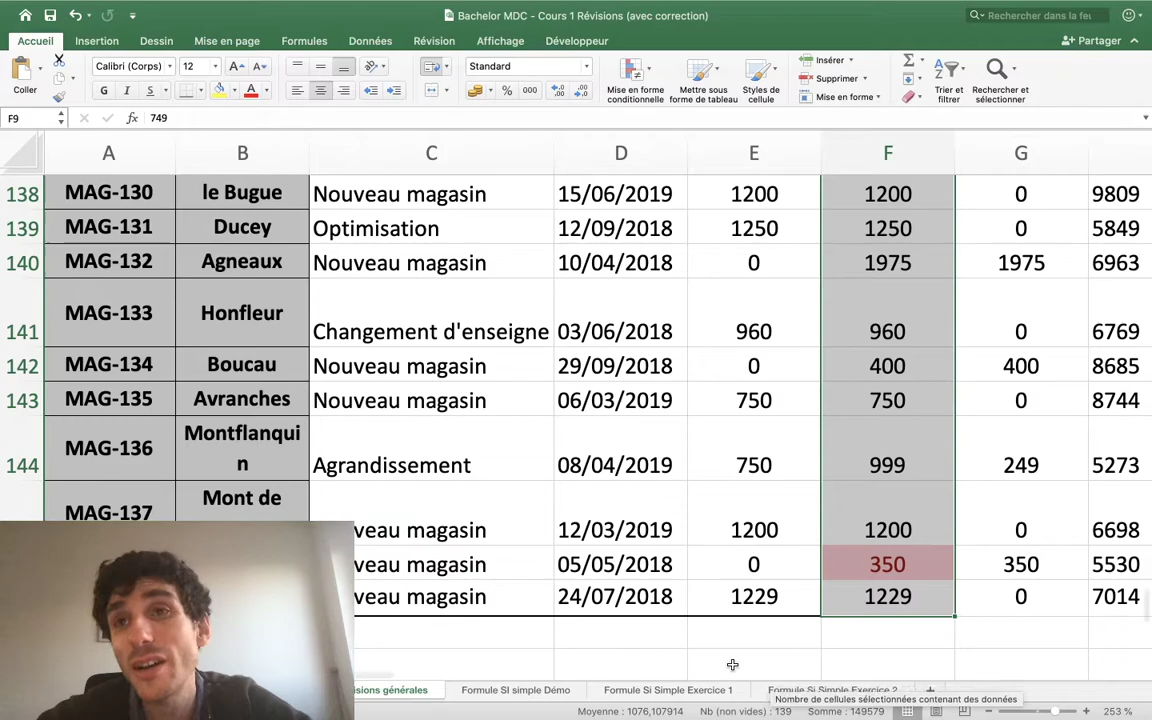 Bachelor MDC - Cours 1 Révisions (avec correction)
Rechercher dans la feu
Accueil Insertion Dessin Mise en page Formules Données Révision Affichage Développeur
Partager
Coller
Calibri (Corps) 12 A A
G I S A
Standard
% 000
Mise en forme conditionnelle
Mettre sous forme de tableau
Styles de cellule
Insérer
Supprimer
Mise en forme
Trier et filtrer
Rechercher et sélectionner
F9 fx 749
A B C D E F G
138 MAG-130 le Bugue Nouveau magasin 15/06/2019 1200 1200 0 9809
139 MAG-131 Ducey Optimisation 12/09/2018 1250 1250 0 5849
140 MAG-132 Agneaux Nouveau magasin 10/04/2018 0 1975 1975 6963
141 MAG-133 Honfleur Changement d'enseigne 03/06/2018 960 960 0 6769
142 MAG-134 Boucau Nouveau magasin 29/09/2018 0 400 400 8685
143 MAG-135 Avranches Nouveau magasin 06/03/2019 750 750 0 8744
144 MAG-136 Montflanqui
n Agrandissement 08/04/2019 750 999 249 5273
MAG-137 Mont de
veau magasin 12/03/2019 1200 1200 0 6698
veau magasin 05/05/2018 0 350 350 5530
veau magasin 24/07/2018 1229 1229 0 7014
isions générales Formule SI simple Démo Formule Si Simple Exercice 1 Formule Si Simple Exercice 2 +
Nombre de cellules sélectionnées contenant des données
Moyenne : 1076,107914 Nb (non vides) : 139 Somme : 149579 253 %